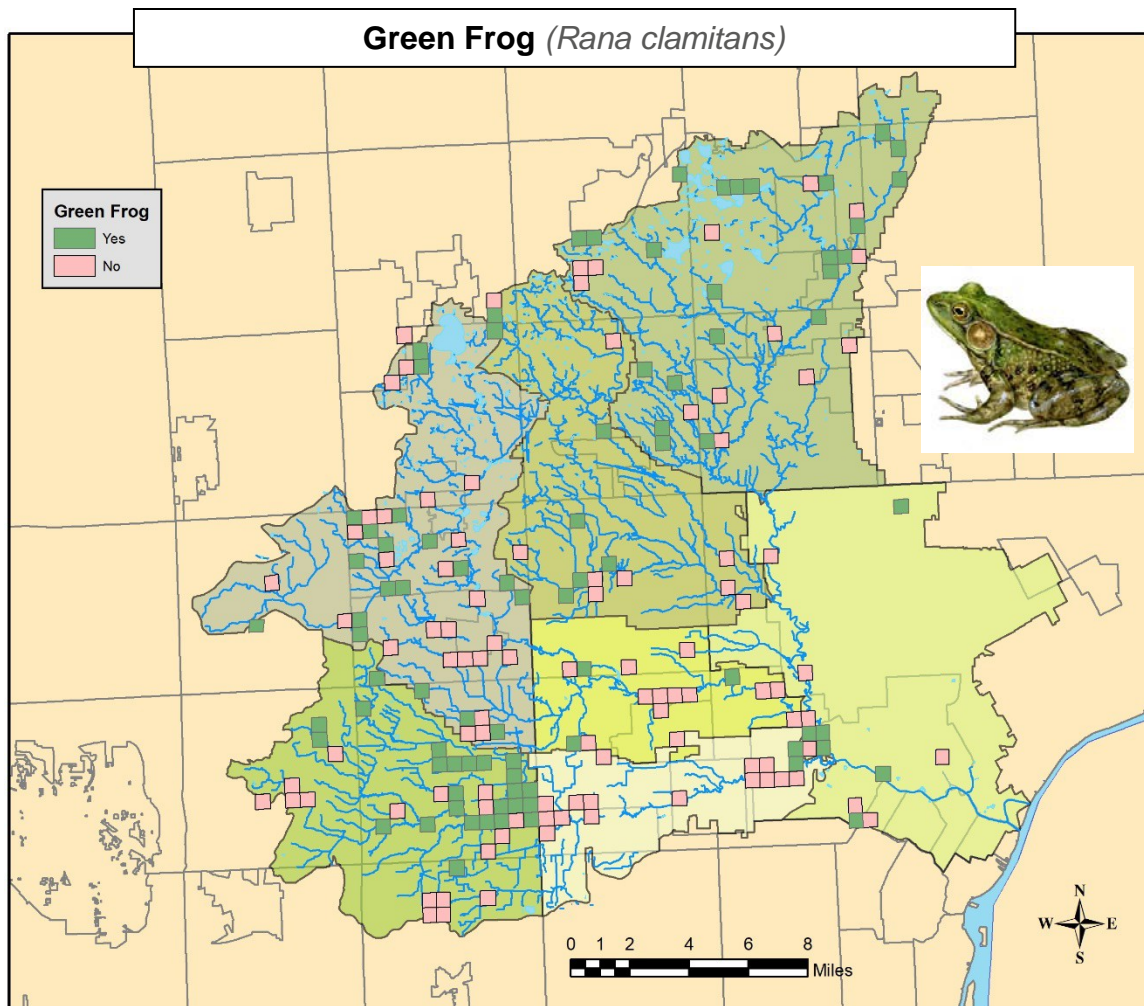 Green Frog (Rana clamitans)
Green Frog
Yes
No
N
W E
S
0 1 2 4 6 8
Miles